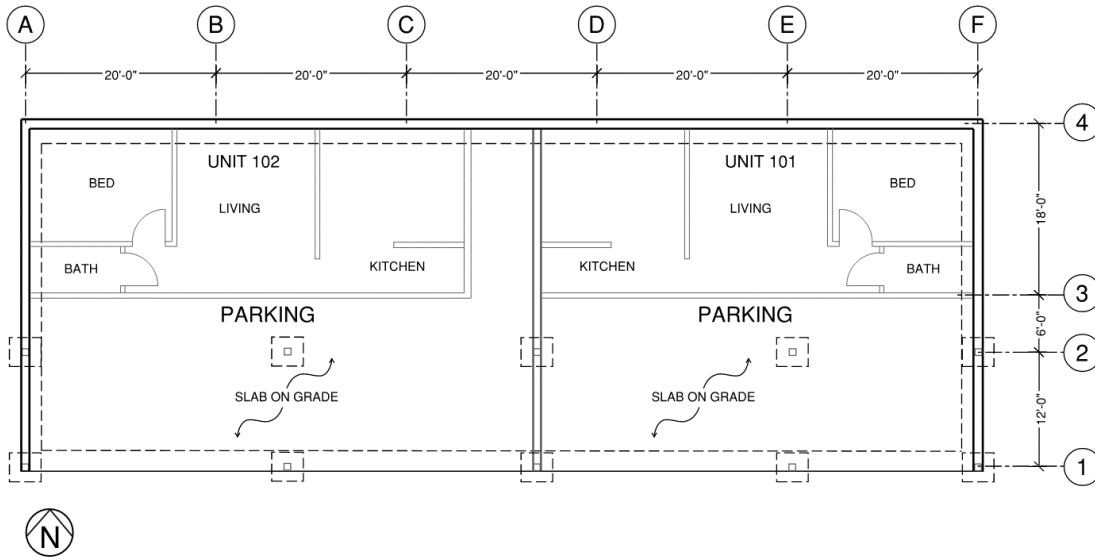 A B C D E F
20'-0" 20'-0" 20'-0" 20'-0" 20'-0"
4
UNIT 102 UNIT 101
BED BED
LIVING LIVING
18'-0"
BATH KITCHEN KITCHEN BATH
3
PARKING PARKING
6'-0"
2
SLAB ON GRADE SLAB ON GRADE
12'-0"
1
N